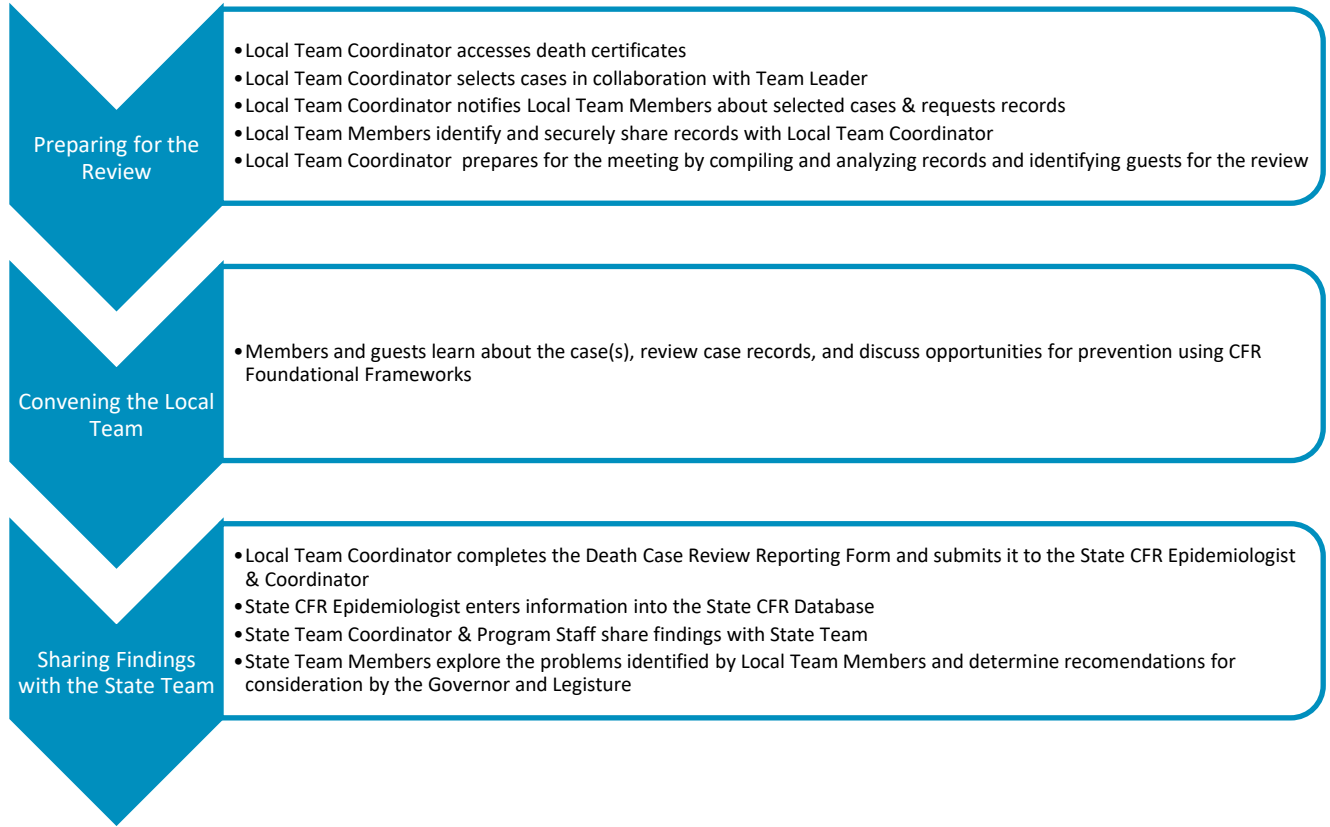 Preparing for the
Review
•Local Team Coordinator accesses death certificates
•Local Team Coordinator selects cases in collaboration with Team Leader
•Local Team Coordinator notifies Local Team Members about selected cases & requests records
•Local Team Members identify and securely share records with Local Team Coordinator
•Local Team Coordinator  prepares for the meeting by compiling and analyzing records and identifying guests for the review
Convening the Local
Team
•Members and guests learn about the case(s), review case records, and discuss opportunities for prevention using CFR
Foundational Frameworks
Sharing Findings
with the State Team
•Local Team Coordinator completes the Death Case Review Reporting Form and submits it to the State CFR Epidemiologist
& Coordinator
•State CFR Epidemiologist enters information into the State CFR Database
•State Team Coordinator & Program Staff share findings with State Team
•State Team Members explore the problems identified by Local Team Members and determine recomendations for
consideration by the Governor and Legisture